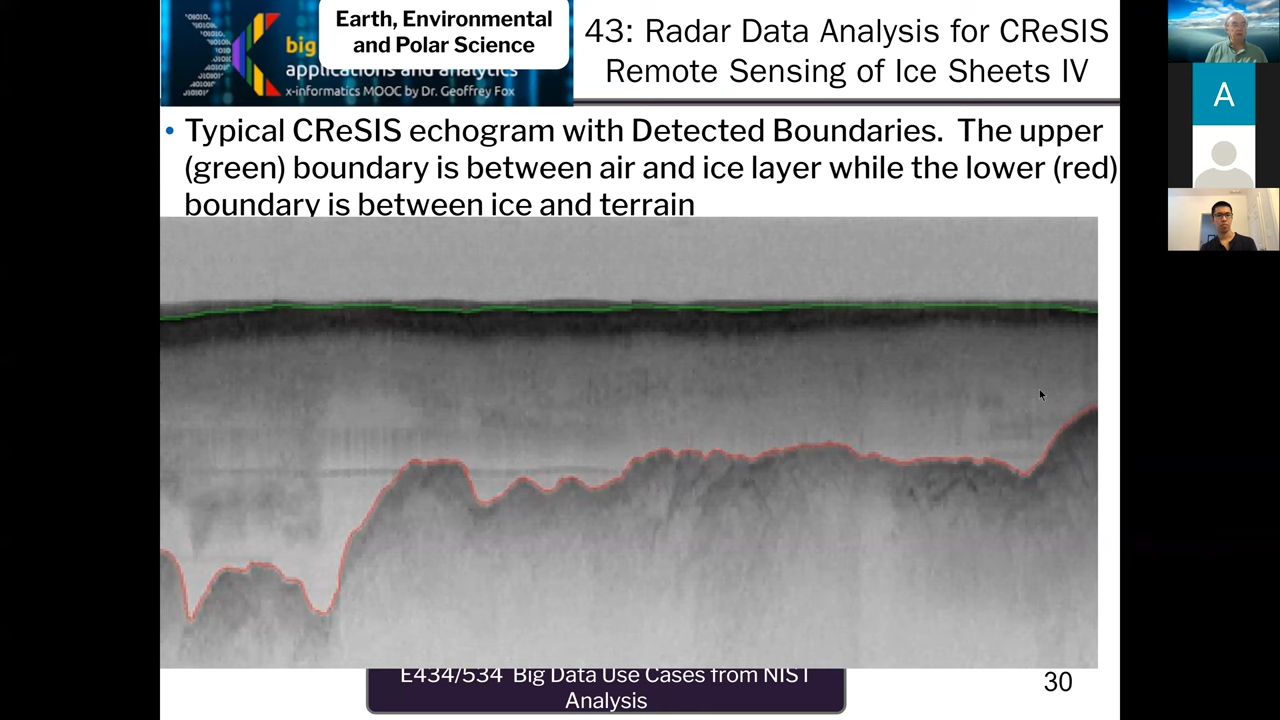 Earth, Environmental
and Polar Science
big
applications and analytics
x-informatics MOOC by Dr. Geoffrey Fox
43: Radar Data Analysis for CReSIS
Remote Sensing of Ice Sheets IV
• Typical CReSIS echogram with Detected Boundaries. The upper
(green) boundary is between air and ice layer while the lower (red)
boundary is between ice and terrain
E434/534 Big Data Use Cases from NIST
Analysis
30
A